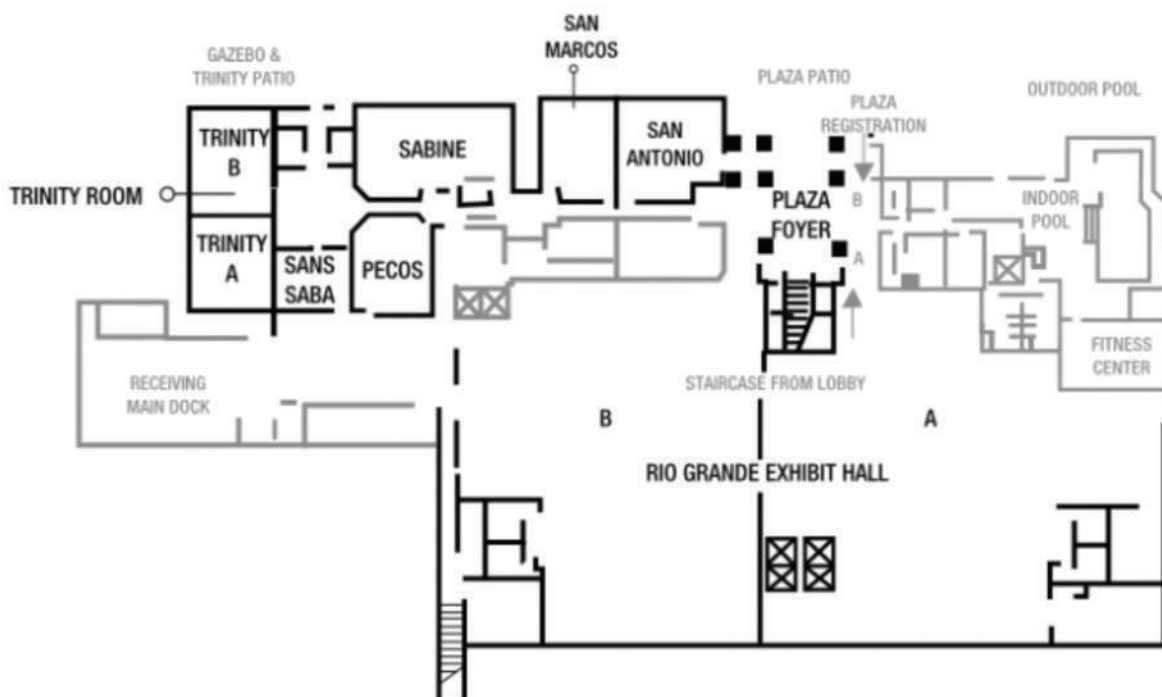 SAN
MARCOS
GAZEBO &
TRINITY PATIO
PLAZA PATIO
PLAZA
REGISTRATION
OUTDOOR POOL
TRINITY
B
SABINE
SAN
ANTONIO
TRINITY ROOM
PLAZA
FOYER
B
INDOOR
POOL
TRINITY
A
SANS
SABA
PECOS
A
RECEIVING
MAIN DOCK
STAIRCASE FROM LOBBY
FITNESS
CENTER
B
A
RIO GRANDE EXHIBIT HALL